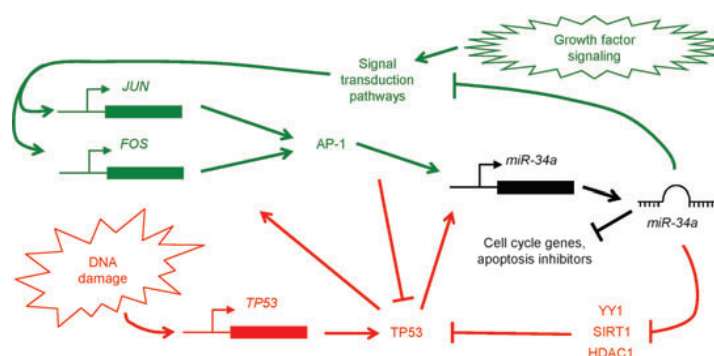 Growth factor
signaling
Signal
transduction
pathways
JUN
FOS
AP-1
miR-34a
miR-34a
Cell cycle genes,
apoptosis inhibitors
DNA
damage
TP53
TP53
YY1
SIRT1
HDAC1